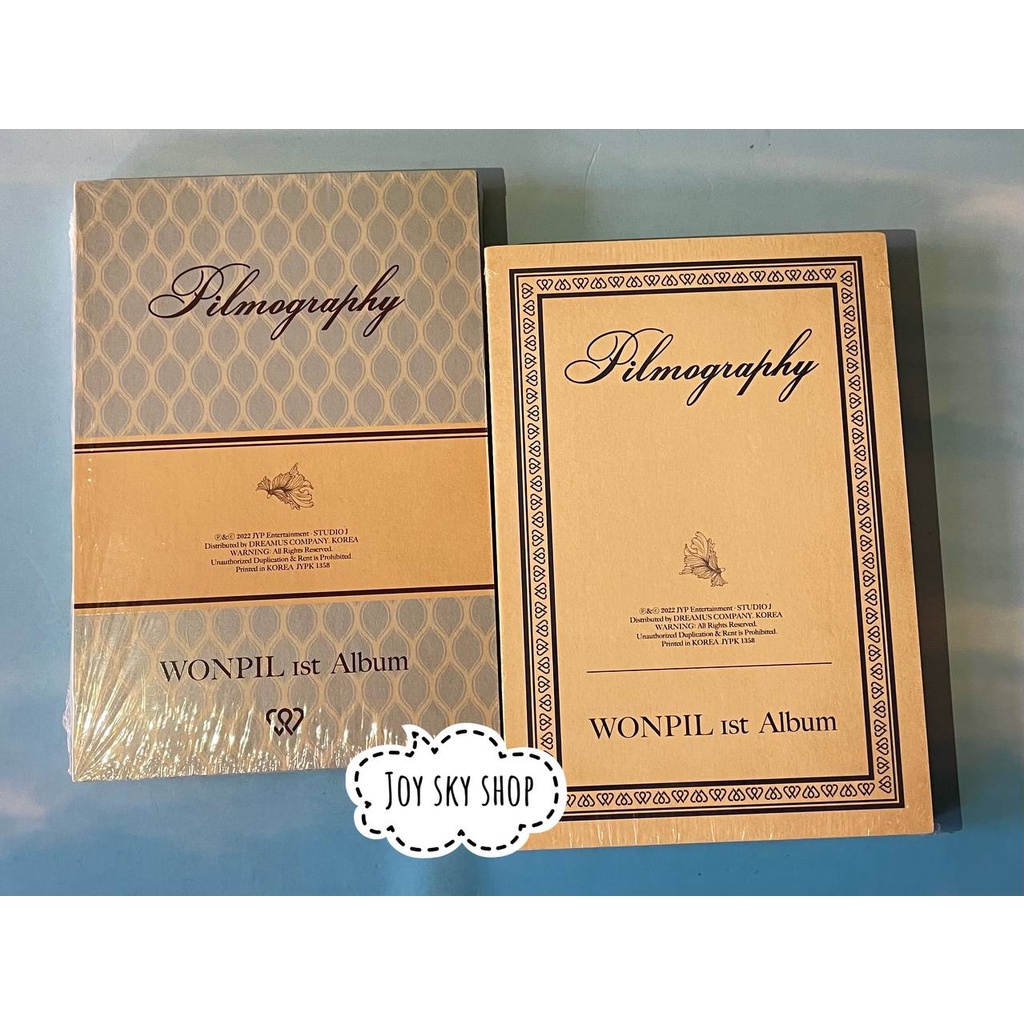 Pilmography
Ⓟ&ⓒ 2022 JYP Entertainment · STUDIO J
Distributed by DREAMUS COMPANY. KOREA
WARNING: All Rights Reserved.
Unauthorized Duplication & Rent is Prohibited.
Printed in KOREA JYPK 1358
WONPIL 1st Album
Pilmography
Ⓟ&ⓒ 2022 JYP Entertainment · STUDIO J
Distributed by DREAMUS COMPANY. KOREA
WARNING: All Rights Reserved.
Unauthorized Duplication & Rent is Prohibited.
Printed in KOREA JYPK 1358
WONPIL 1st Album
JOY SKY SHOP